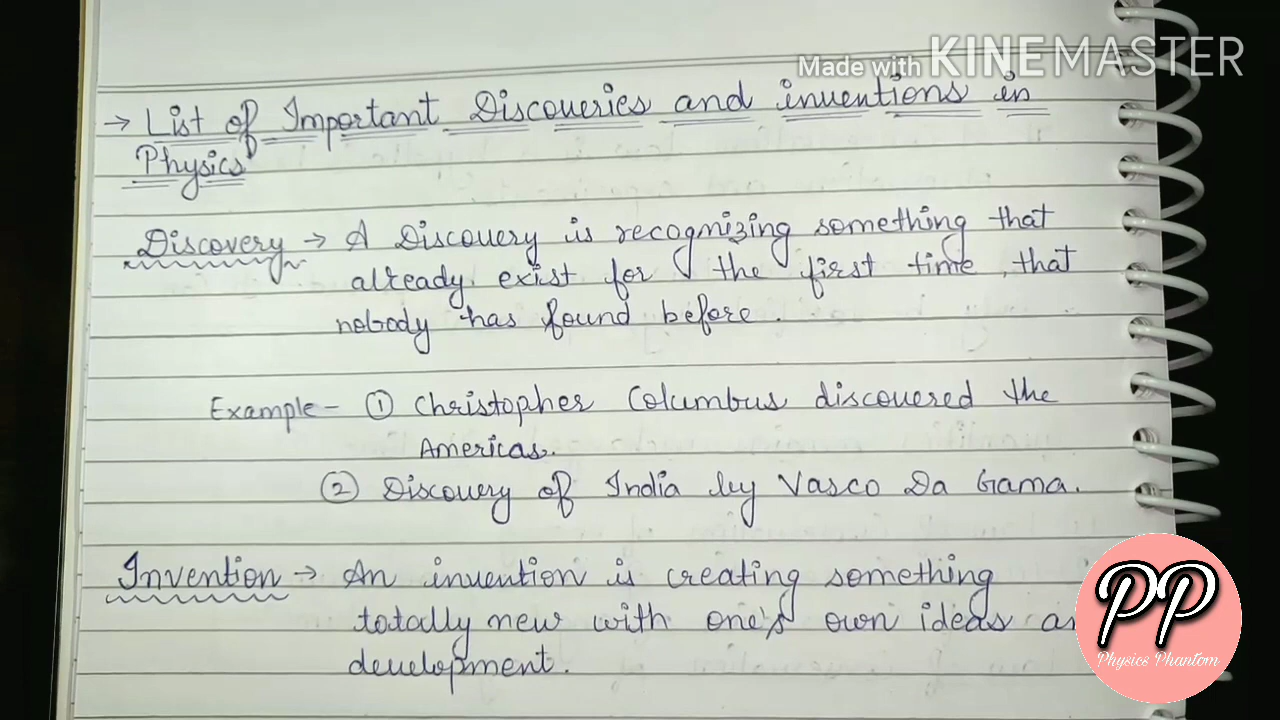 Made with KINEMASTER
→ List of Important Discoveries and inventions in
Physics
Discovery → A Discovery is recognizing something that
already exist for the first time, that
nobody has found before.
Example- ① Christopher Columbus discovered the
Americas.
② Discovery of India by Vasco Da Gama.
Invention → An invention is creating something
totally new with one's own ideas
development.
PP
Physics Phantom